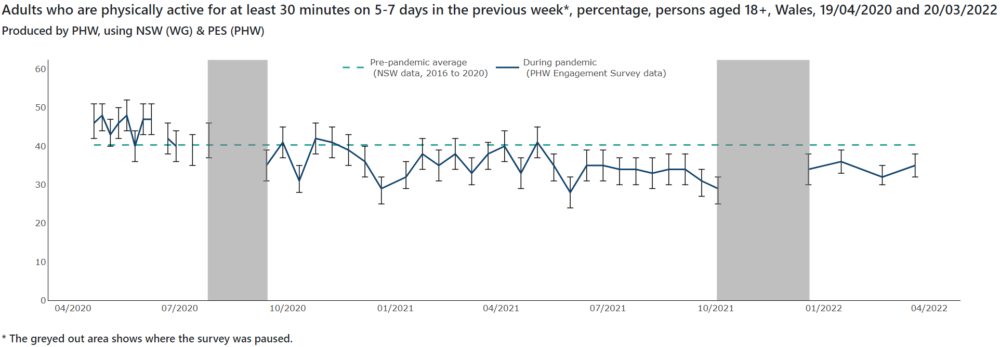 Adults who are physically active for at least 30 minutes on 5-7 days in the previous week*, percentage, persons aged 18+, Wales, 19/04/2020 and 20/03/2022
Produced by PHW, using NSW (WG) & PES (PHW)
Pre-pandemic average
(NSW data, 2016 to 2020)
During pandemic
(PHW Engagement Survey data)
60
50
40
30
20
10
0
04/2020
07/2020
10/2020
01/2021
04/2021
07/2021
10/2021
01/2022
04/2022
* The greyed out area shows where the survey was paused.